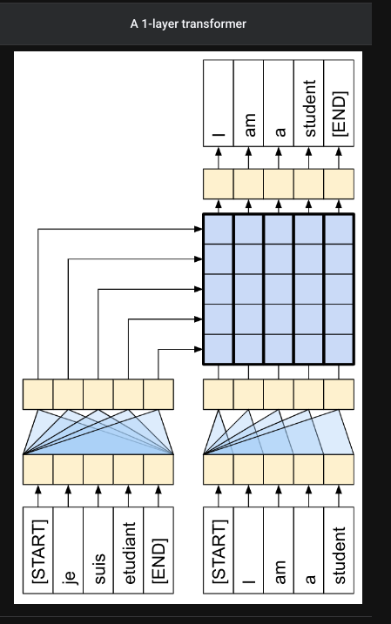 A 1-layer transformer
I
am
a
student
[END]
[START]
je
suis
etudiant
[END]
[START]
I
am
a
student